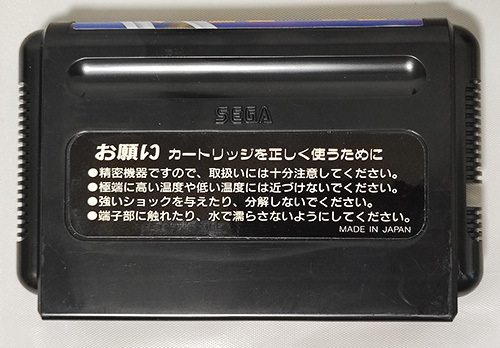 SEGA
お願い カートリッジを正しく使うために
●精密機器ですので、取扱いには十分注意してください。
●極端に高い温度や低い温度には近づけないでください。
●強いショックを与えたり、分解しないでください。
●端子部に触れたり、水で濡らさないようにしてください。
MADE IN JAPAN